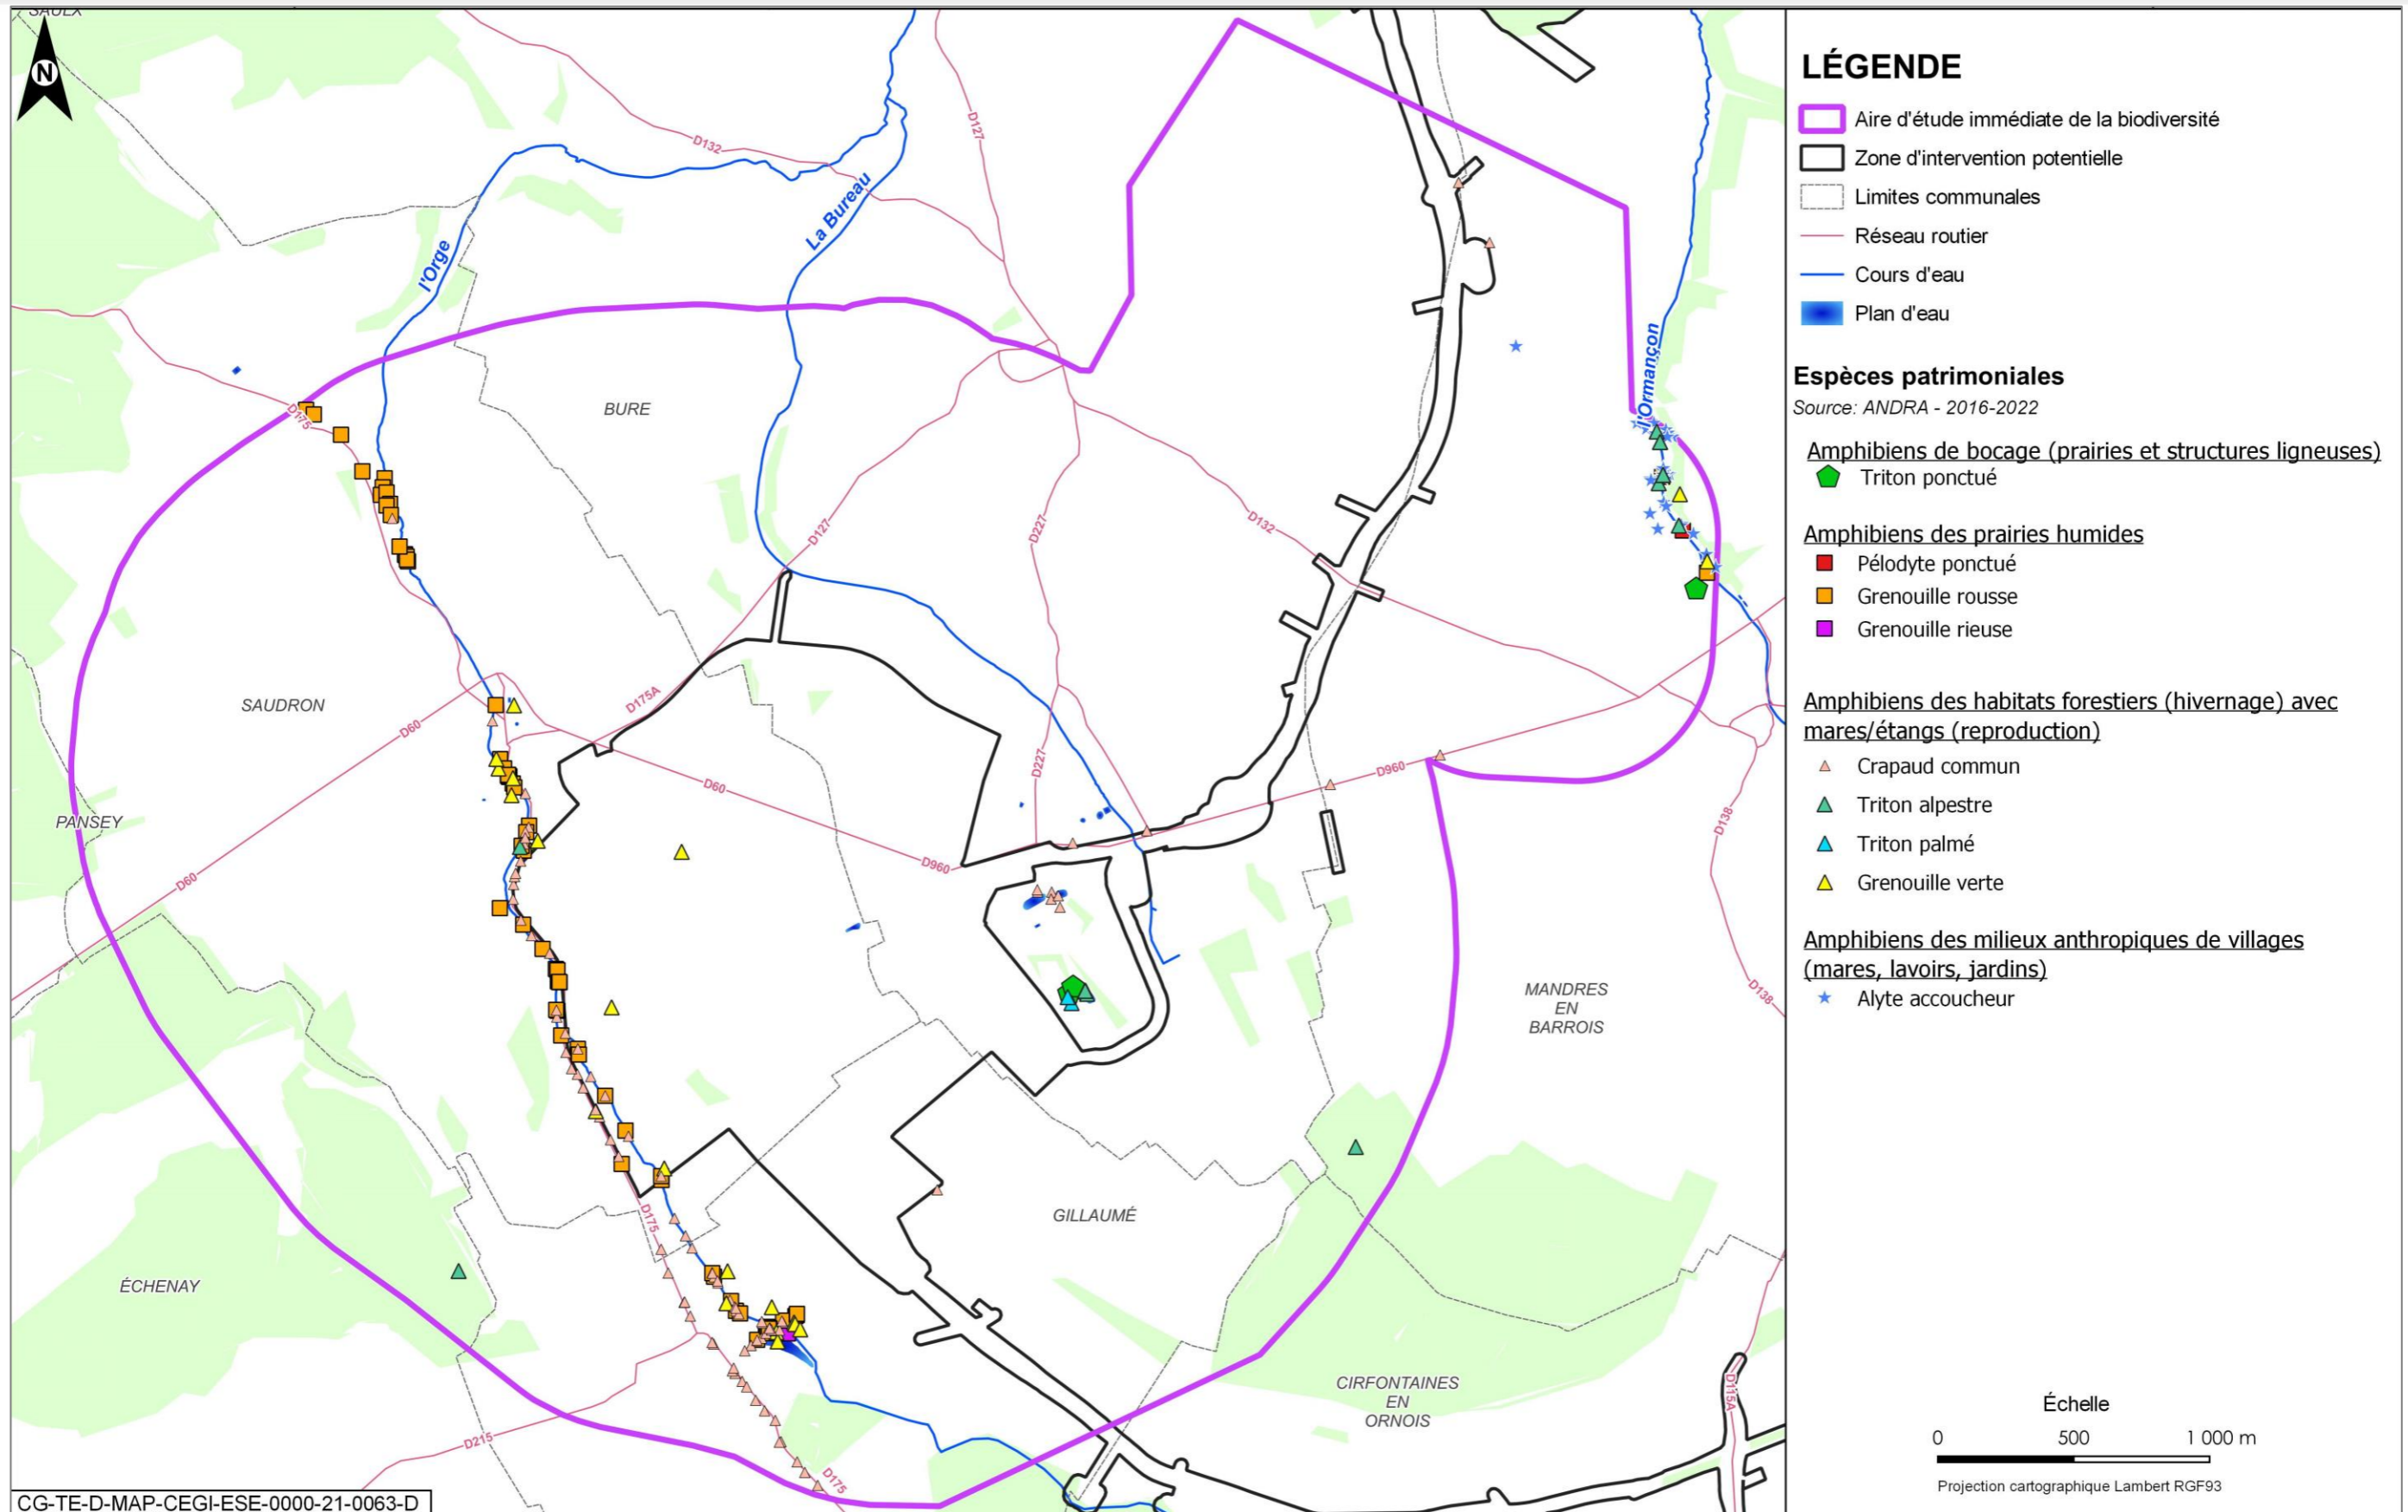 SAULX
N
D132
D127
La Bureau
l'Orge
l'Ormançon
D175
BURE
D127
D227
D132
SAUDRON
D60
D175A
D60
D227
D960
D960
D138
PANSEY
D60
D138
MANDRES
EN
BARROIS
D175
GILLAUMÉ
ÉCHENAY
CIRFONTAINES
EN
ORNOIS
D115A
D215
D175
CG-TE-D-MAP-CEGI-ESE-0000-21-0063-D
LÉGENDE
Aire d'étude immédiate de la biodiversité
Zone d'intervention potentielle
Limites communales
Réseau routier
Cours d'eau
Plan d'eau
Espèces patrimoniales
Source: ANDRA - 2016-2022
Amphibiens de bocage (prairies et structures ligneuses)
Triton ponctué
Amphibiens des prairies humides
Pélodyte ponctué
Grenouille rousse
Grenouille rieuse
Amphibiens des habitats forestiers (hivernage) avec
mares/étangs (reproduction)
Crapaud commun
Triton alpestre
Triton palmé
Grenouille verte
Amphibiens des milieux anthropiques de villages
(mares, lavoirs, jardins)
Alyte accoucheur
Échelle
0 500 1 000 m
Projection cartographique Lambert RGF93